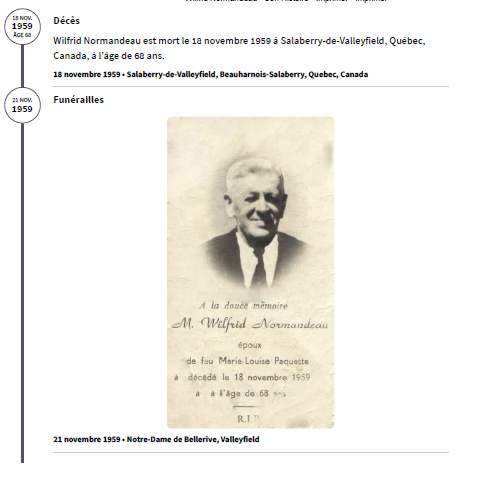 18 NOV.
1959
ÂGE 68
Décès
Wilfrid Normandeau est mort le 18 novembre 1959 à Salaberry-de-Valleyfield, Québec,
Canada, à l'âge de 68 ans.
18 novembre 1959 • Salaberry-de-Valleyfield, Beauharnois-Salaberry, Quebec, Canada
21 NOV.
1959
Funérailles
A la douce mémoire
M. Wilfrid Normandeau
époux
de feu Marie-Louise Paquette
à décédé le 18 novembre 1959
à à l'âge de 68 ans
R.I.P.
21 novembre 1959 • Notre-Dame de Bellerive, Valleyfield